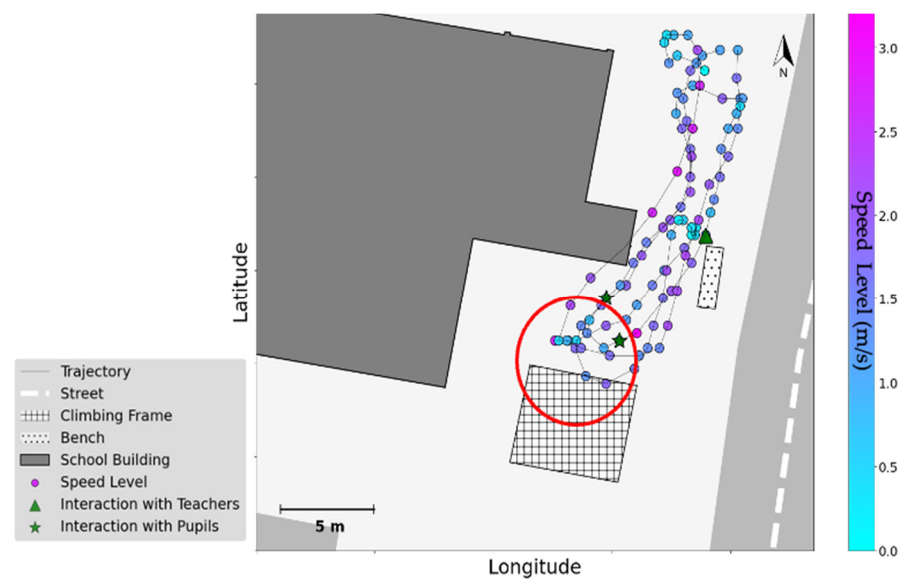 N
3.0
2.5
2.0
1.5
1.0
0.5
0.0
Speed Level (m/s)
Latitude
Trajectory
Street
Climbing Frame
Bench
School Building
Speed Level
Interaction with Teachers
Interaction with Pupils
5 m
Longitude